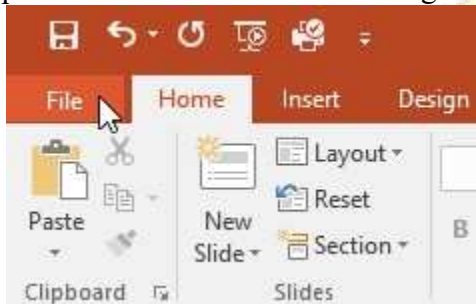 File Home Insert Design
Layout
Reset
Paste New
Slide Section B
Clipboard Slides